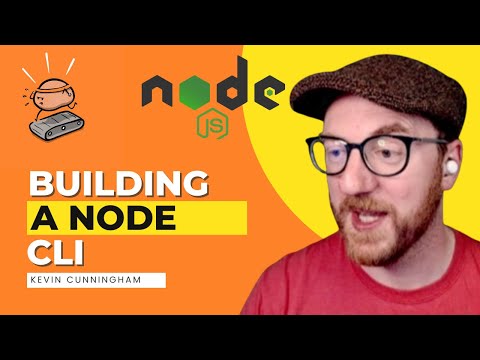 node
JS
BUILDING
A NODE
CLI
KEVIN CUNNINGHAM